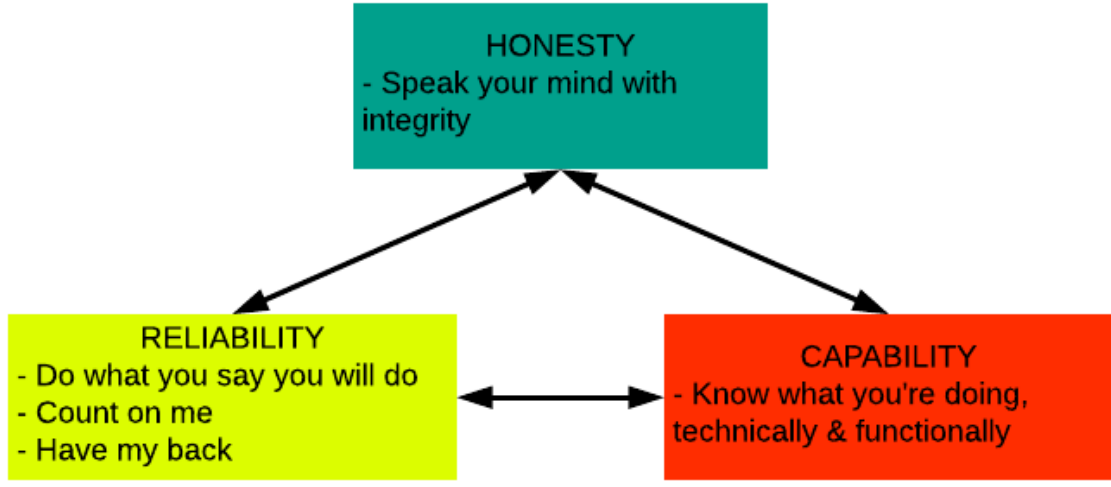 HONESTY
- Speak your mind with
integrity
RELIABILITY
- Do what you say you will do
- Count on me
- Have my back
CAPABILITY
- Know what you're doing,
technically & functionally